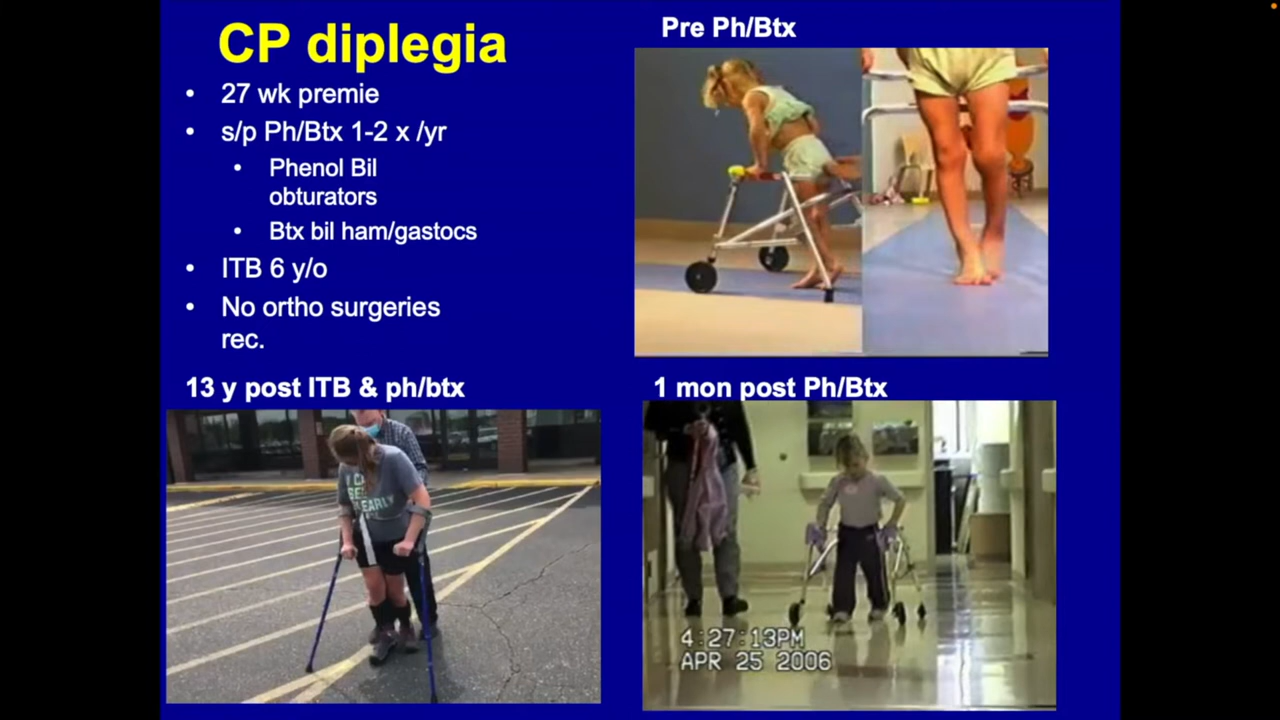 CP diplegia
• 27 wk premie
• s/p Ph/Btx 1-2 x /yr
• Phenol Bil
obturators
• Btx bil ham/gastocs
• ITB 6 y/o
• No ortho surgeries
rec.
Pre Ph/Btx
13 y post ITB & ph/btx
EARLY
1 mon post Ph/Btx
4:27:13PM
APR 25 2006